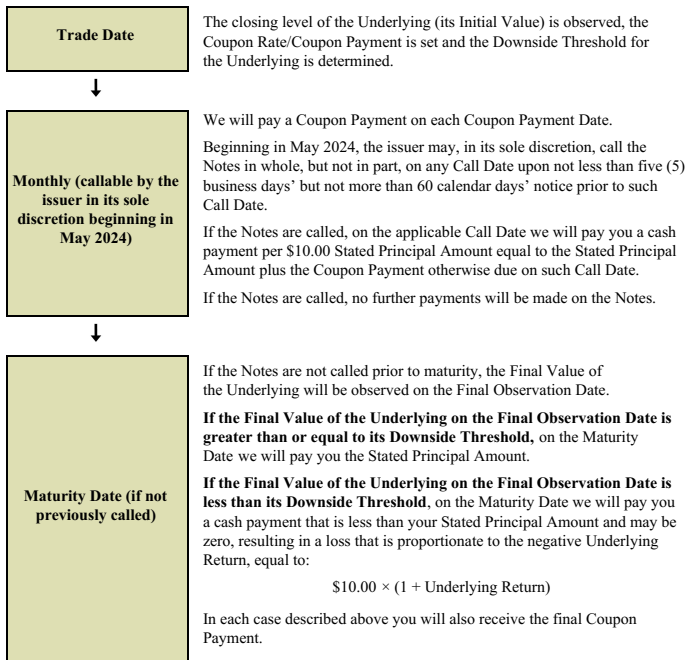 Trade Date
The closing level of the Underlying (its Initial Value) is observed, the
Coupon Rate/Coupon Payment is set and the Downside Threshold for
the Underlying is determined.
Monthly (callable by the
issuer in its sole
discretion beginning in
May 2024)
We will pay a Coupon Payment on each Coupon Payment Date.
Beginning in May 2024, the issuer may, in its sole discretion, call the
Notes in whole, but not in part, on any Call Date upon not less than five (5)
business days’ but not more than 60 calendar days’ notice prior to such
Call Date.
If the Notes are called, on the applicable Call Date we will pay you a cash
payment per $10.00 Stated Principal Amount equal to the Stated Principal
Amount plus the Coupon Payment otherwise due on such Call Date.
If the Notes are called, no further payments will be made on the Notes.
Maturity Date (if not
previously called)
If the Notes are not called prior to maturity, the Final Value of
the Underlying will be observed on the Final Observation Date.
If the Final Value of the Underlying on the Final Observation Date is
greater than or equal to its Downside Threshold, on the Maturity
Date we will pay you the Stated Principal Amount.
If the Final Value of the Underlying on the Final Observation Date is
less than its Downside Threshold, on the Maturity Date we will pay you
a cash payment that is less than your Stated Principal Amount and may be
zero, resulting in a loss that is proportionate to the negative Underlying
Return, equal to:
$10.00 × (1 + Underlying Return)
In each case described above you will also receive the final Coupon
Payment.